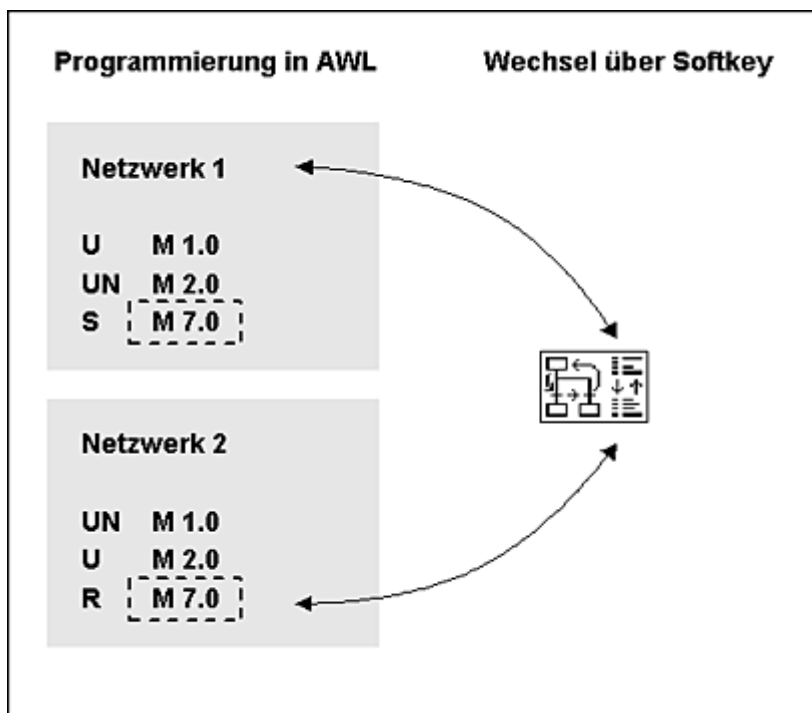 Programmierung in AWL
Wechsel über Softkey
Netzwerk 1
U M 1.0
UN M 2.0
S M 7.0
Netzwerk 2
UN M 1.0
U M 2.0
R M 7.0